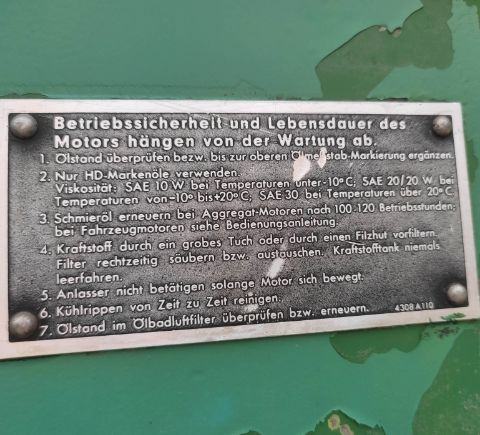 Betriebssicherheit und Lebensdauer des
Motors hängen von der Wartung ab.
1. Ölstand überprüfen bezw. bis zur oberen Ölmeßstab-Markierung ergänzen.
2. Nur HD-Markenöle verwenden.
Viskosität: SAE 10 W bei Temperaturen unter -10° C; SAE 20/20 W bei
Temperaturen von -10° bis +20° C; SAE 30 bei Temperaturen über 20° C.
3. Schmieröl erneuern bei Aggregat-Motoren nach 100-120 Betriebsstunden;
bei Fahrzeugmotoren siehe Bedienungsanleitung.
4. Kraftstoff durch ein grobes Tuch oder durch einen Filzhut vorfiltern.
Filter rechtzeitig säubern bzw. austauschen. Kraftstofftank niemals
leerfahren.
5. Anlasser nicht betätigen solange Motor sich bewegt.
6. Kühlrippen von Zeit zu Zeit reinigen.
7. Ölstand im Ölbadluftfilter überprüfen bzw. erneuern.
4308 A 110